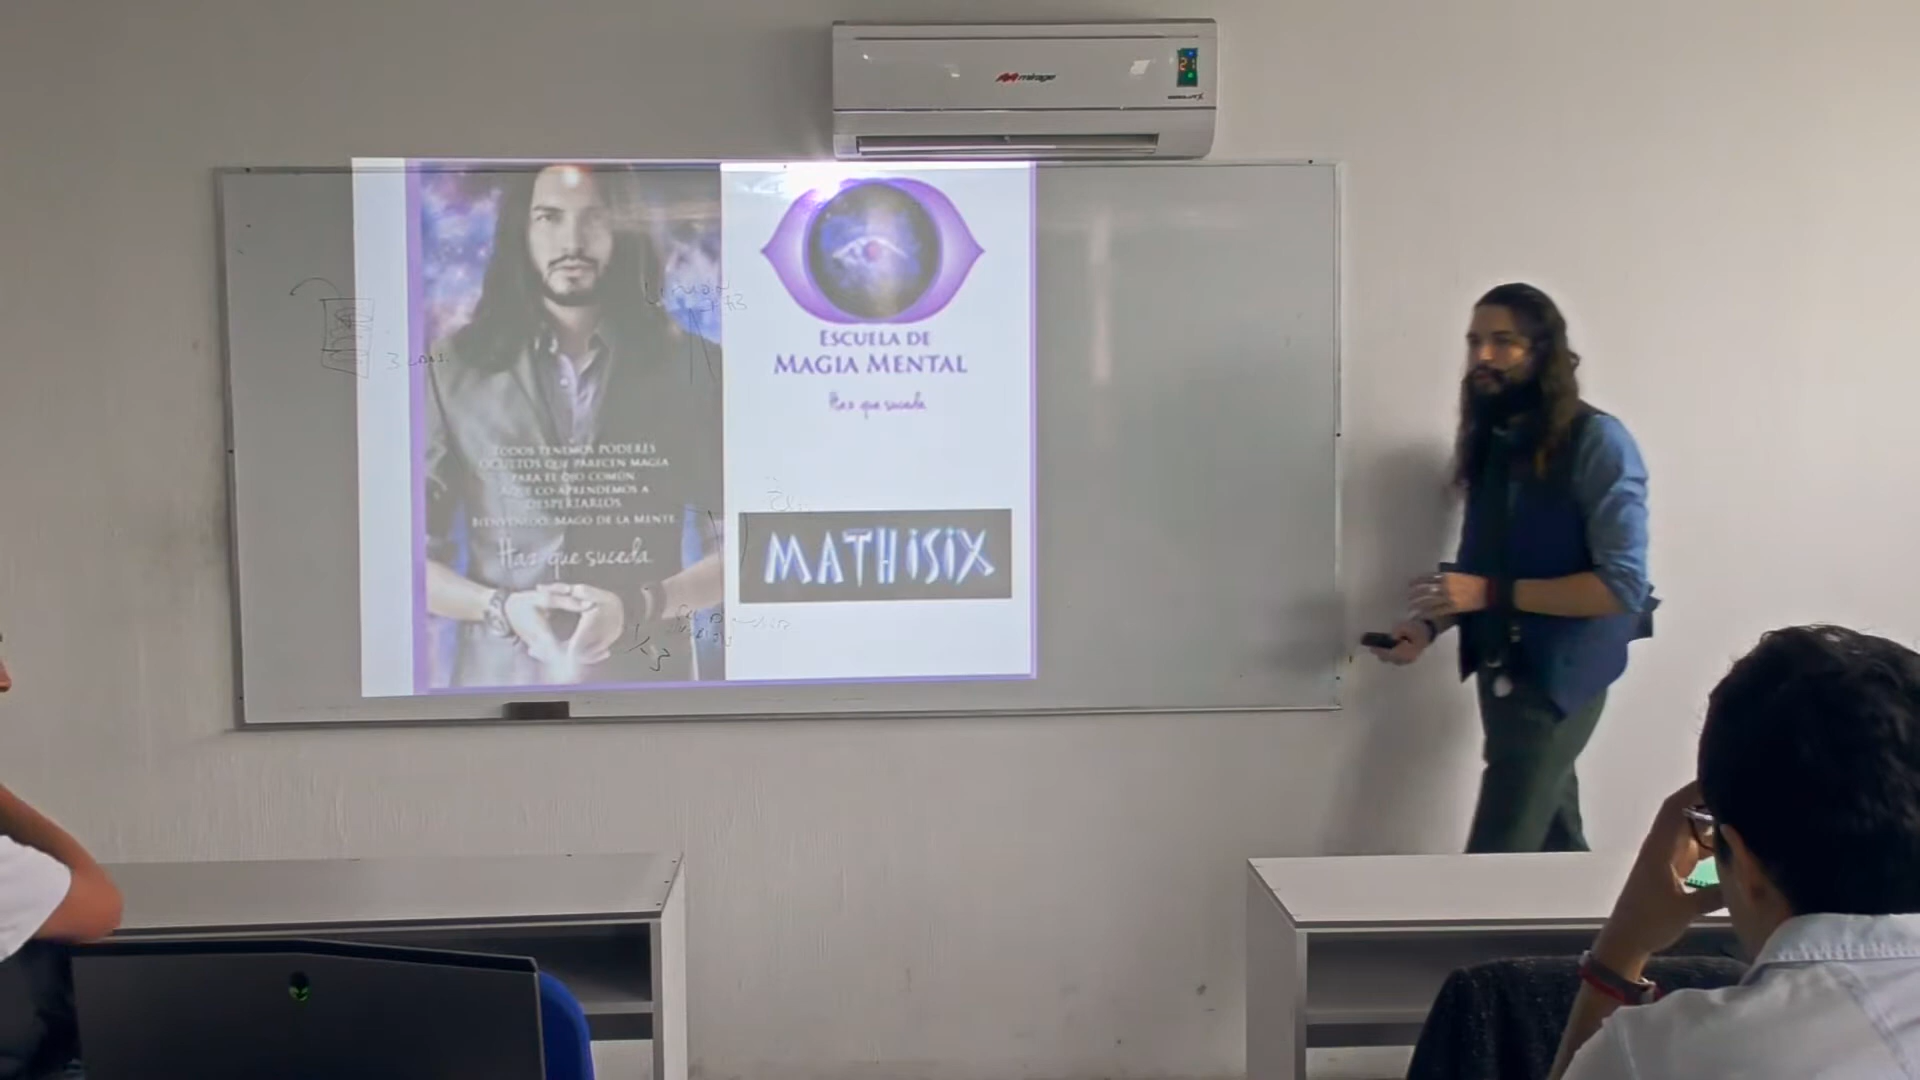 mirage
21
TODOS TENEMOS PODERES
OCULTOS QUE PARECEN MAGIA
PARA EL OJO COMÚN
AQUÍ CO-APRENDEMOS A
DESPERTARLOS
BIENVENIDO, MAGO DE LA MENTE
Haz que suceda
ESCUELA DE
MAGIA MENTAL
Haz que suceda
MATHISIX